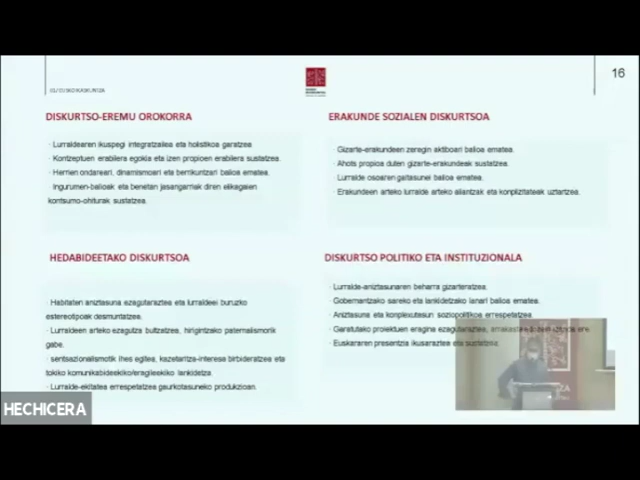 16
EUSKO IKASKUNTZA
DISKURTSO-EREMU OROKORRA
· Lurraldearen ikuspegi integratzailea eta holistikoa garatzea
· Kontzeptuen erabilera egokia eta izen propioen erabilera sustatzea.
· Herrien ondareari, dinamismoari eta berrikuntzari balioa ematea.
· Ingurumen-balioak eta benetan jasangarriak diren elikagaien
kontsumo-ohiturak sustatzea.
ERAKUNDE SOZIALEN DISKURTSOA
· Gizarte-erakundeen zeregin aktiboari balioa ematea.
· Ahots propioa duten gizarte-erakundeak sustatzea.
· Lurralde osoaren gaitasunei balioa ematea.
· Erakundeen arteko lurralde arteko aliantzak eta konplizitateak uztartzea.
HEDABIDEETAKO DISKURTSOA
· Habitaten aniztasuna ezagutaraztea eta lurraldeei buruzko
estereotipoak desmuntatzea.
· Lurraldeen arteko ezagutza bultzatzea, hirigintzako paternalismorik
gabe.
· sentsazionalismotik ihes egitea, kazetaritza-interesa birbideratzea eta
tokiko komunikabideekiko/eragileekiko lankidetza.
· Lurralde-ekitatea errespetatzea gaurkotasuneko produkzioan.
DISKURTSO POLITIKO ETA INSTITUZIONALA
· Lurralde-aniztasunaren beharra gizarteratzea.
· Gobernantzako sareko eta lankidetzako lanari balioa ematea.
· Aniztasuna eta konplexutasun soziopolitikoa errespetatzea.
· Garatutako proiektuen eragina ezagutaraztea, arrakastak ere.
· Euskararen presentzia ikusaraztea eta sustatzea.
HECHICERA